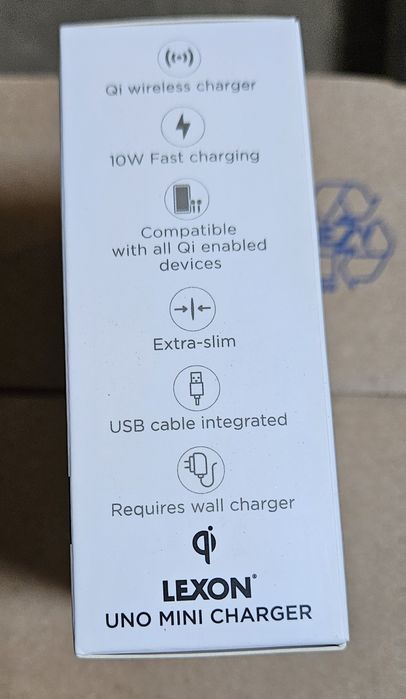 Qi wireless charger
10W Fast charging
Compatible
with all Qi enabled
devices
Extra-slim
USB cable integrated
Requires wall charger
qi
LEXON®
UNO MINI CHARGER